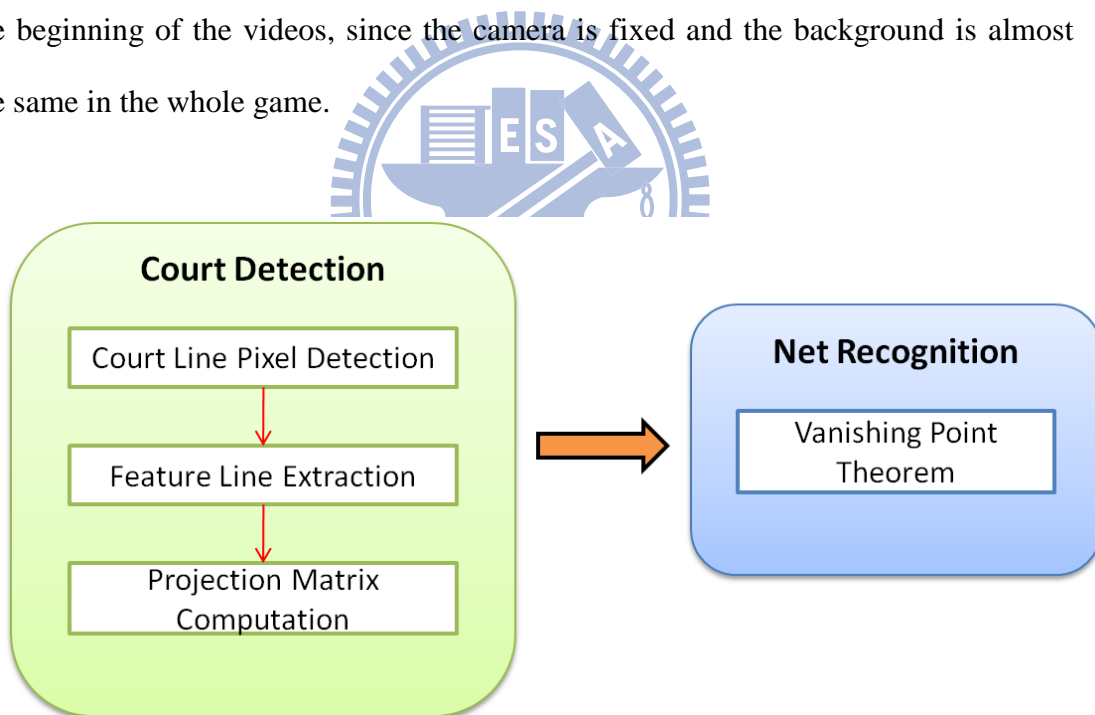 e beginning of the videos, since the camera is fixed and the background is almost
e same in the whole game.
E S A
8
Court Detection
Court Line Pixel Detection
Feature Line Extraction
Projection Matrix
Computation
Net Recognition
Vanishing Point
Theorem